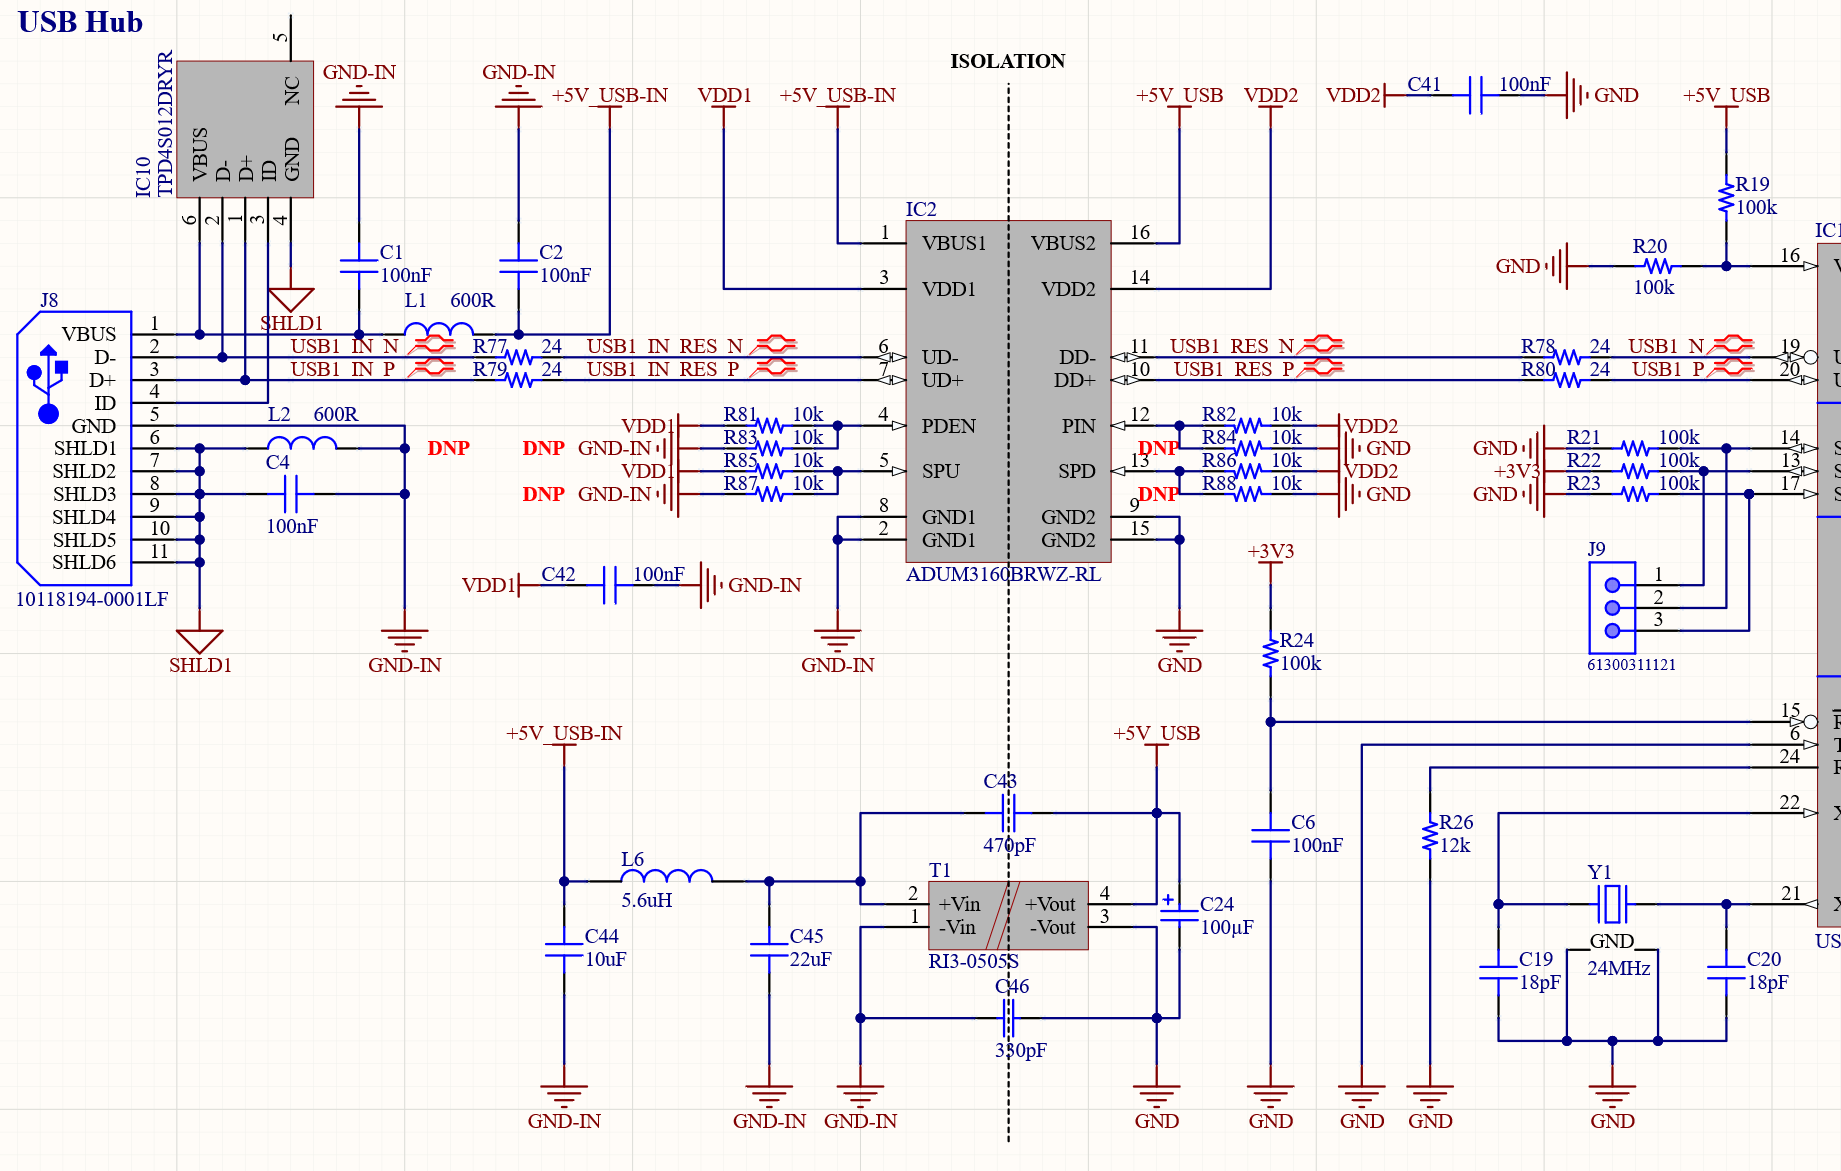 USB Hub
ISOLATION
5
NC
VBUS
D-
D+
ID
GND
IC10
TPD4S012DRYR
6
2
1
3
4
GND-IN
GND-IN
+5V_USB-IN
VDD1
+5V_USB-IN
+5V_USB
VDD2
VDD2
C41
100nF
GND
+5V_USB
R19
100k
GND
R20
100k
16
C1
100nF
C2
100nF
SHLD1
L1
600R
J8
VBUS
D-
D+
ID
GND
SHLD1
SHLD2
SHLD3
SHLD4
SHLD5
SHLD6
1
2
3
4
5
6
7
8
9
10
11
10118194-0001LF
USB1_IN_N
USB1_IN_P
R77
24
R79
24
USB1_IN_RES_N
USB1_IN_RES_P
L2
600R
C4
100nF
SHLD1
GND-IN
DNP
DNP
DNP
VDD1
GND-IN
VDD1
GND-IN
R81
10k
R83
10k
R85
10k
R87
10k
VDD1
C42
100nF
GND-IN
IC2
1
3
6
7
4
5
8
2
VBUS1
VDD1
UD-
UD+
PDEN
SPU
GND1
GND1
VBUS2
VDD2
DD-
DD+
PIN
SPD
GND2
GND2
16
14
11
10
12
13
9
15
ADUM3160BRWZ-RL
GND-IN
GND
USB1_RES_N
USB1_RES_P
R78
24
R80
24
USB1_N
USB1_P
19
20
DNP
DNP
R82
10k
R84
10k
R86
10k
R88
10k
VDD2
GND
VDD2
GND
GND
+3V3
GND
R21
100k
R22
100k
R23
100k
14
13
17
J9
1
2
3
61300311121
+3V3
R24
100k
15
6
24
22
21
C6
100nF
GND
GND
R26
12k
GND
Y1
GND
24MHz
C19
18pF
C20
18pF
GND
+5V_USB-IN
L6
5.6uH
C44
10uF
GND-IN
C45
22uF
GND-IN
GND-IN
C43
470pF
T1
2
1
+Vin
-Vin
+Vout
-Vout
4
3
RI3-0505S
C46
330pF
+5V_USB
C24
100µF
GND